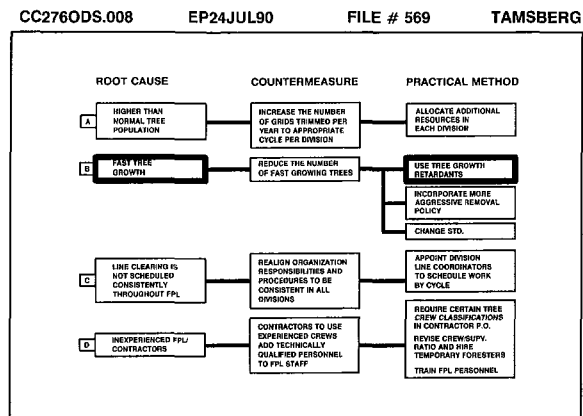 CC276ODS.008 EP24JUL90 FILE # 569 TAMSBERG
ROOT CAUSE COUNTERMEASURE PRACTICAL METHOD
A
HIGHER THAN
NORMAL TREE
POPULATION
INCREASE THE NUMBER
OF GRIDS TRIMMED PER
YEAR TO APPROPRIATE
CYCLE PER DIVISION
ALLOCATE ADDITIONAL
RESOURCES IN
EACH DIVISION
B
FAST TREE
GROWTH
REDUCE THE NUMBER
OF FAST GROWING TREES
USE TREE GROWTH
RETARDANTS
INCORPORATE MORE
AGGRESSIVE REMOVAL
POLICY
CHANGE STD.
C
LINE CLEARING IS
NOT SCHEDULED
CONSISTENTLY
THROUGHOUT FPL
REALIGN ORGANIZATION
RESPONSIBILITIES AND
PROCEDURES TO BE
CONSISTENT IN ALL
DIVISIONS
APPOINT DIVISION
LINE COORDINATORS
TO SCHEDULE WORK
BY CYCLE
D
INEXPERIENCED FPL/
CONTRACTORS
CONTRACTORS TO USE
EXPERIENCED CREWS
ADD TECHNICALLY
QUALIFIED PERSONNEL
TO FPL STAFF
REQUIRE CERTAIN TREE
CREW CLASSIFICATIONS
IN CONTRACTOR P.O.
REVISE CREW/SUPV.
RATIO AND HIRE
TEMPORARY FORESTERS
TRAIN FPL PERSONNEL